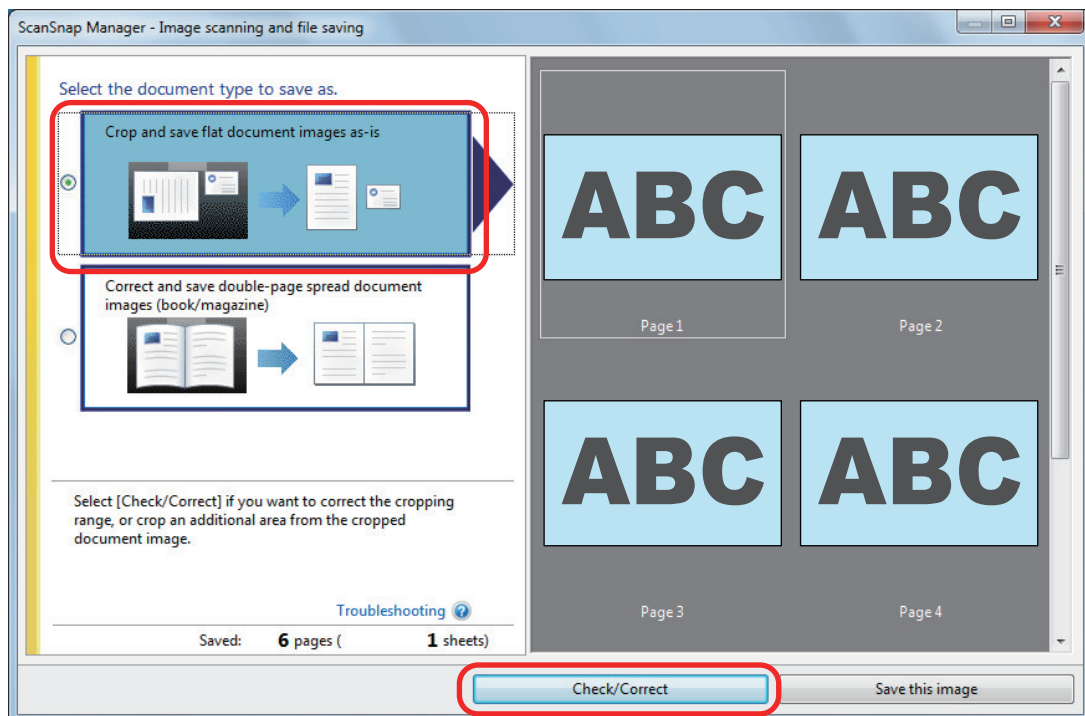 ScanSnap Manager - Image scanning and file saving
Select the document type to save as.
Crop and save flat document images as-is
Correct and save double-page spread document
images (book/magazine)
Select [Check/Correct] if you want to correct the cropping
range, or crop an additional area from the cropped
document image.
Troubleshooting
Saved: 6 pages ( 1 sheets)
ABC
ABC
Page 1
Page 2
ABC
ABC
Page 3
Page 4
Check/Correct
Save this image